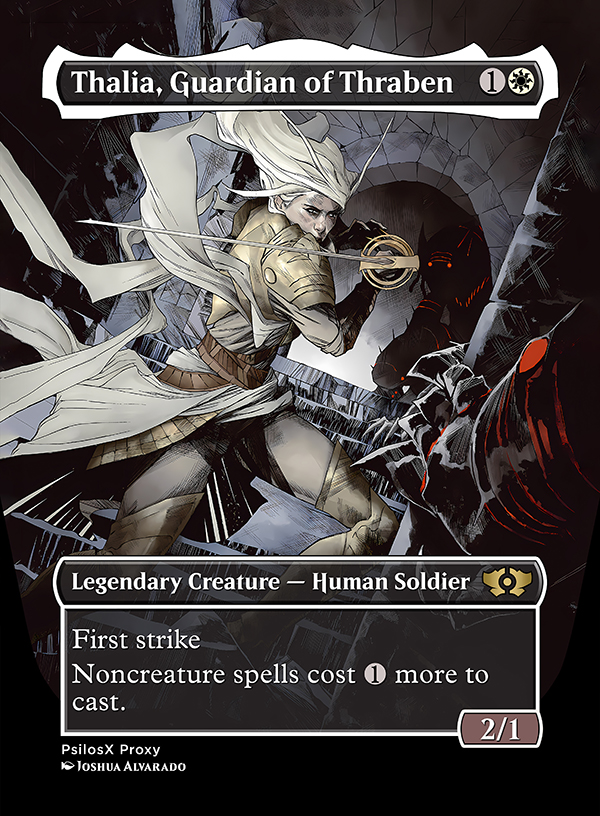 Thalia, Guardian of Thraben 1
Legendary Creature — Human Soldier
First strike
Noncreature spells cost 1 more to
cast.
2/1
PsilosX Proxy
Joshua Alvarado